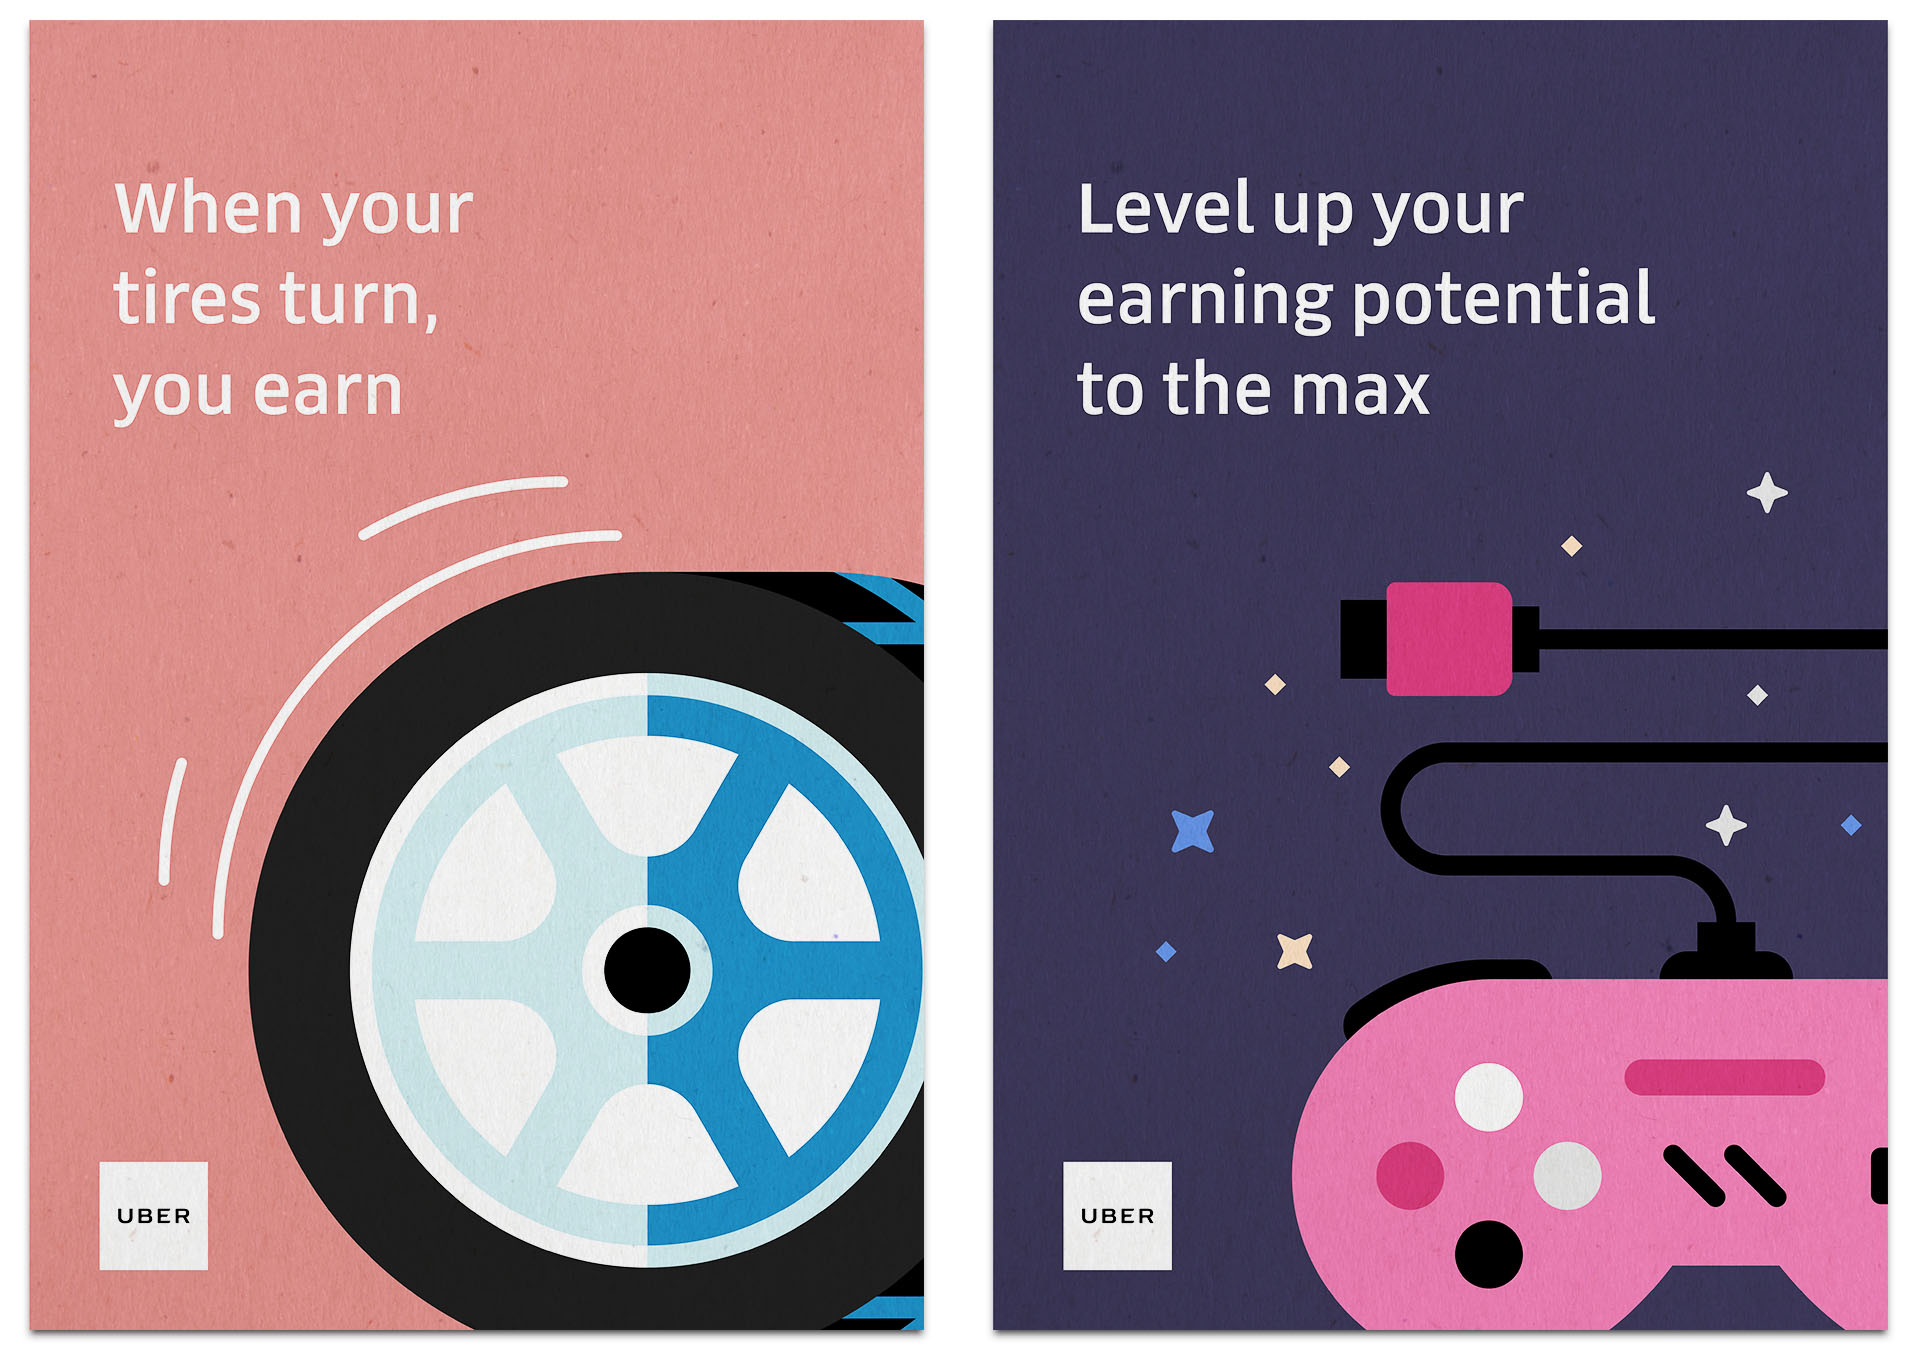 When your
tires turn,
you earn
UBER
Level up your
earning potential
to the max
UBER